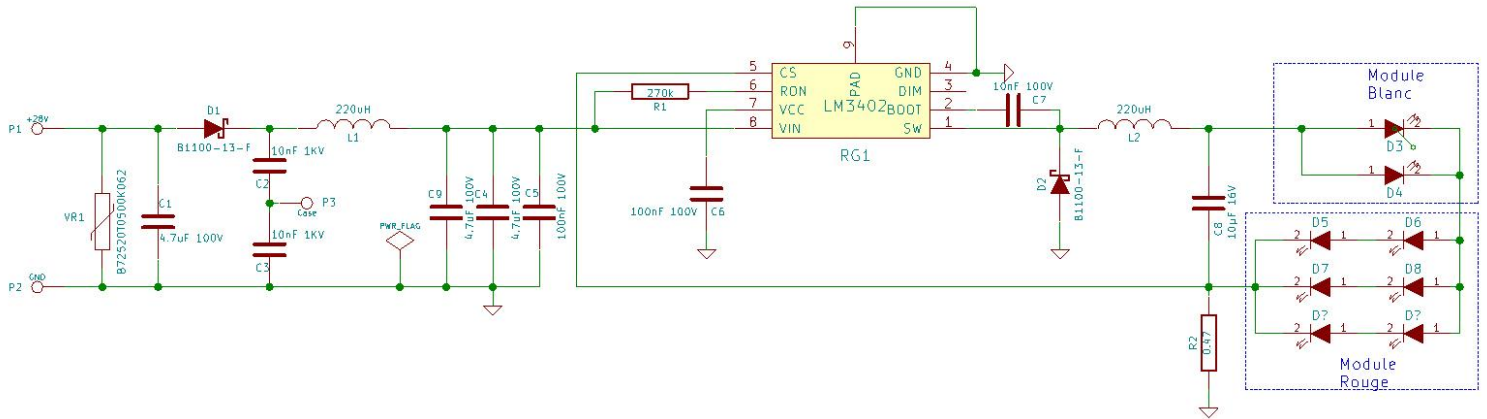 P1
+28V
VR1
B72520T0500K062
C1
4.7uF 100V
P2
GND
D1
B1100-13-F
10nF 1KV
C2
P3
Case
10nF 1KV
C3
220uH
L1
PWR_FLAG
C9
4.7uF 100V
C4
4.7uF 100V
C5
100nF 100V
270k
R1
100nF 100V
C6
9
5
CS
6
RON
7
VCC
8
VIN
PAD
LM3402
GND
4
DIM
3
BOOT
2
SW
1
RG1
10nF 100V
C7
D2
B1100-13-F
220uH
L2
C8
10µF 16V
R2
0.47
Module
Blanc
1
2
D3
1
2
D4
D5
2
1
D6
2
1
D7
2
1
D8
2
1
D?
2
1
D?
2
1
Module
Rouge